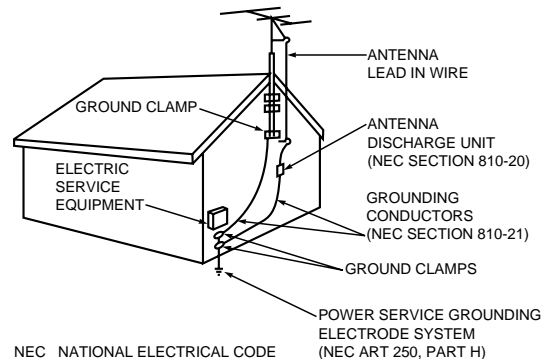 ANTENNA
LEAD IN WIRE
GROUND CLAMP
ANTENNA
DISCHARGE UNIT
(NEC SECTION 810-20)
ELECTRIC
SERVICE
EQUIPMENT
GROUNDING
CONDUCTORS
(NEC SECTION 810-21)
GROUND CLAMPS
POWER SERVICE GROUNDING
ELECTRODE SYSTEM
(NEC ART 250, PART H)
NEC NATIONAL ELECTRICAL CODE